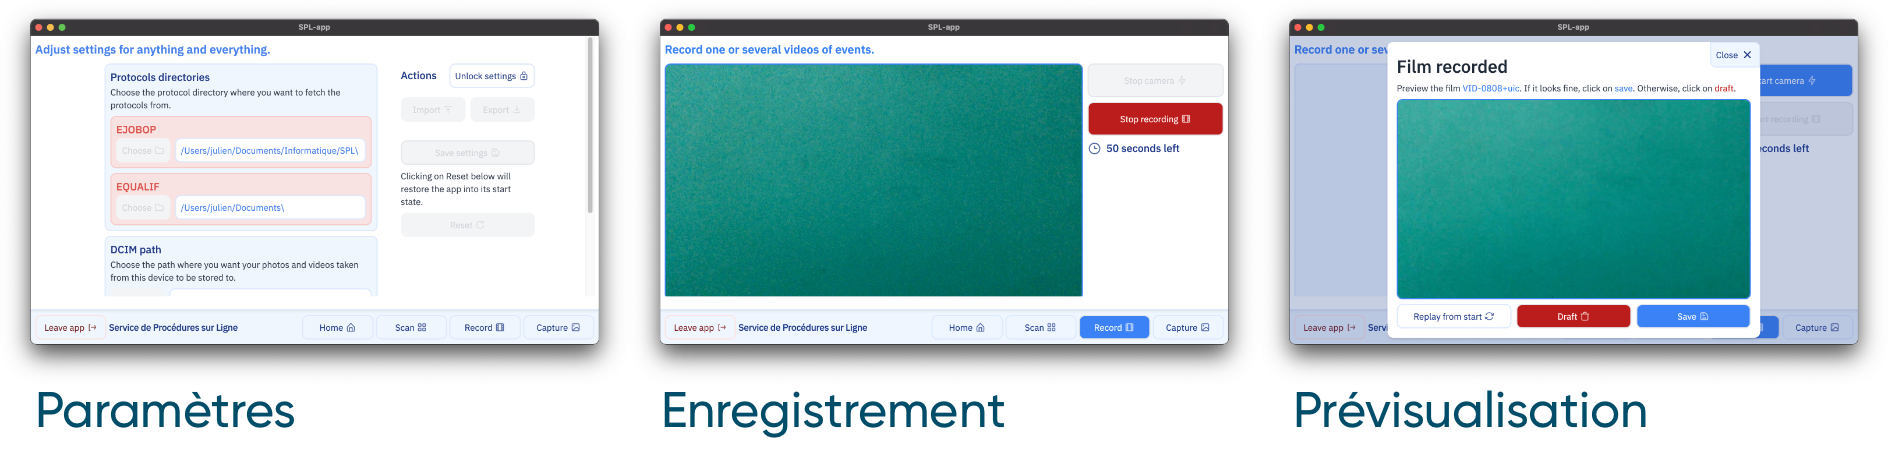 SPL-app
Adjust settings for anything and everything.
Protocols directories
Choose the protocol directory where you want to fetch the
protocols from.
EJOBOP
Choose
/Users/julien/Documents/Informatique/SPL\
EQUALIF
Choose
/Users/julien/Documents\
DCIM path
Choose the path where you want your photos and videos taken
from this device to be stored to.
Actions
Unlock settings
Import
Export
Save settings
Clicking on Reset below will
restore the app into its start
state.
Reset
Leave app
Service de Procédures sur Ligne
Home
Scan
Record
Capture
Paramètres
SPL-app
Record one or several videos of events.
Stop camera
Stop recording
50 seconds left
Leave app
Service de Procédures sur Ligne
Home
Scan
Record
Capture
Enregistrement
SPL-app
Record one or sev
Close
Film recorded
Preview the film VID-0808+uic. If it looks fine, click on save. Otherwise, click on draft.
art camera
rt recording
conds left
Replay from start
Draft
Save
Leave app
Servi
Capture
Prévisualisation